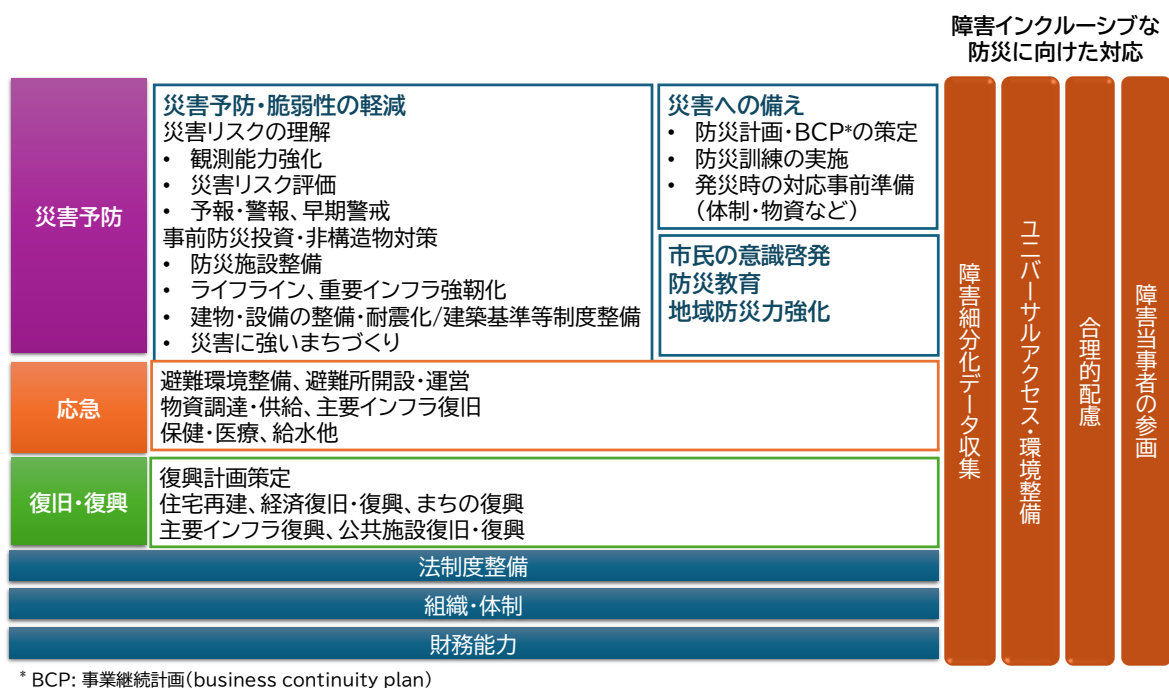 障害インクルーシブな
防災に向けた対応
災害予防
災害予防・脆弱性の軽減
災害リスクの理解
• 観測能力強化
• 災害リスク評価
• 予報・警報、早期警戒
事前防災投資・非構造物対策
• 防災施設整備
• ライフライン、重要インフラ強靭化
• 建物・設備の整備・耐震化/建築基準等制度整備
• 災害に強いまちづくり
災害への備え
• 防災計画・BCP*の策定
• 防災訓練の実施
• 発災時の対応事前準備
（体制・物資など）
市民の意識啓発
防災教育
地域防災力強化
応急
避難環境整備、避難所開設・運営
物資調達・供給、主要インフラ復旧
保健・医療、給水他
復旧・復興
復興計画策定
住宅再建、経済復旧・復興、まちの復興
主要インフラ復興、公共施設復旧・復興
法制度整備
組織・体制
財務能力
障害細分化データ収集
ユニバーサルアクセス・環境整備
合理的配慮
障害当事者の参画
* BCP: 事業継続計画(business continuity plan)